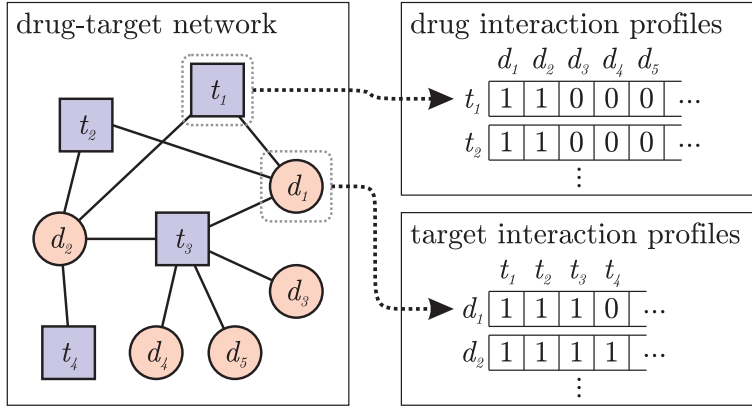 drug-target network
t₁
t₂
d₁
d₂
t₃
d₃
t₄
d₄
d₅
drug interaction profiles
d₁ d₂ d₃ d₄ d₅
t₁ 1 1 0 0 0 ...
t₂ 1 1 0 0 0 ...
⋮
target interaction profiles
t₁ t₂ t₃ t₄
d₁ 1 1 1 0 ...
d₂ 1 1 1 1 ...
⋮